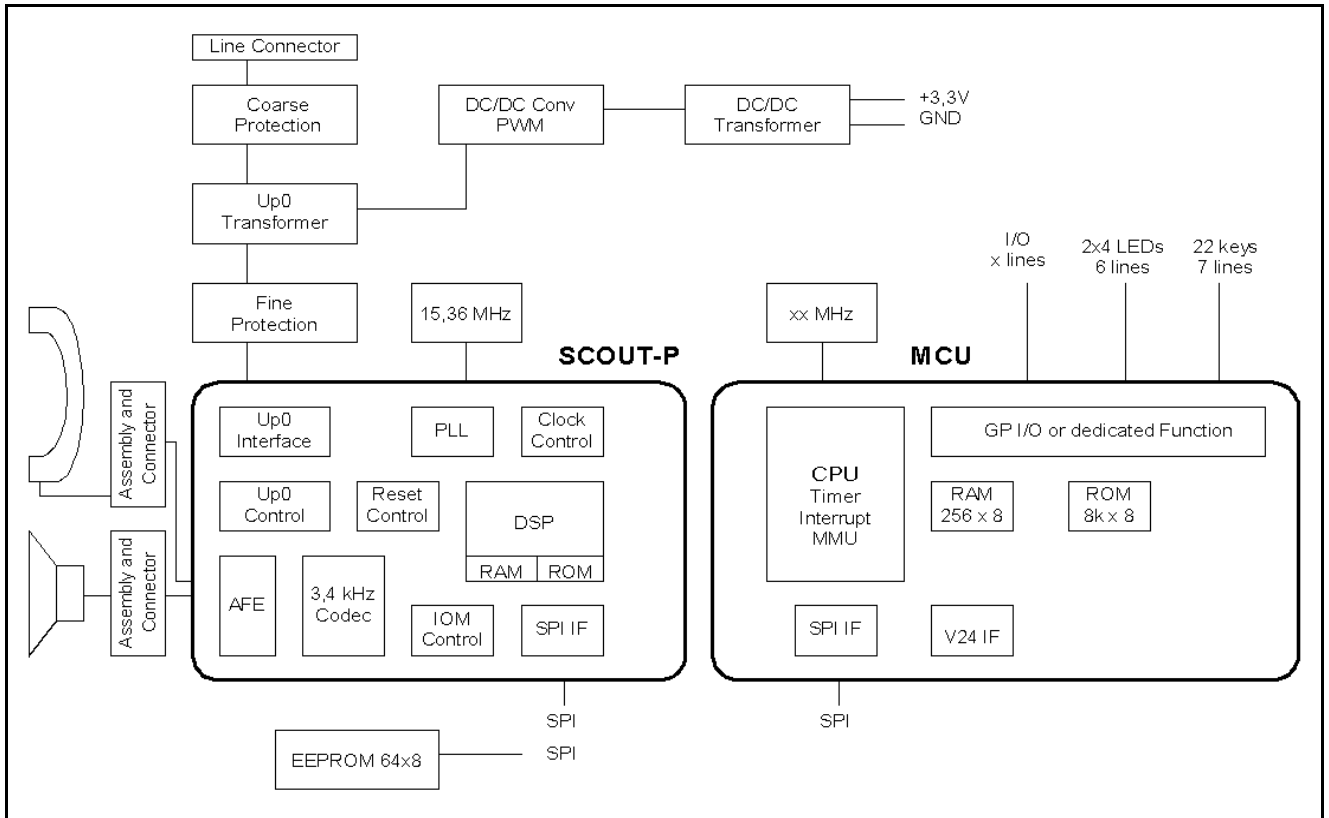 Line Connector
Coarse
Protection
DC/DC Conv
PWM
DC/DC
Transformer
+3,3V
GND
Up0
Transformer
I/O
x lines
2x4 LEDs
6 lines
22 keys
7 lines
Fine
Protection
15,36 MHz
xx MHz
SCOUT-P
MCU
Assembly and
Connector
Up0
Interface
PLL
Clock
Control
Up0
Control
Reset
Control
DSP
RAM
ROM
Assembly and
Connector
AFE
3,4 kHz
Codec
IOM
Control
SPI IF
CPU
Timer
Interrupt
MMU
GP I/O or dedicated Function
RAM
256 x 8
ROM
8k x 8
SPI IF
V24 IF
SPI
SPI
EEPROM 64x8
SPI